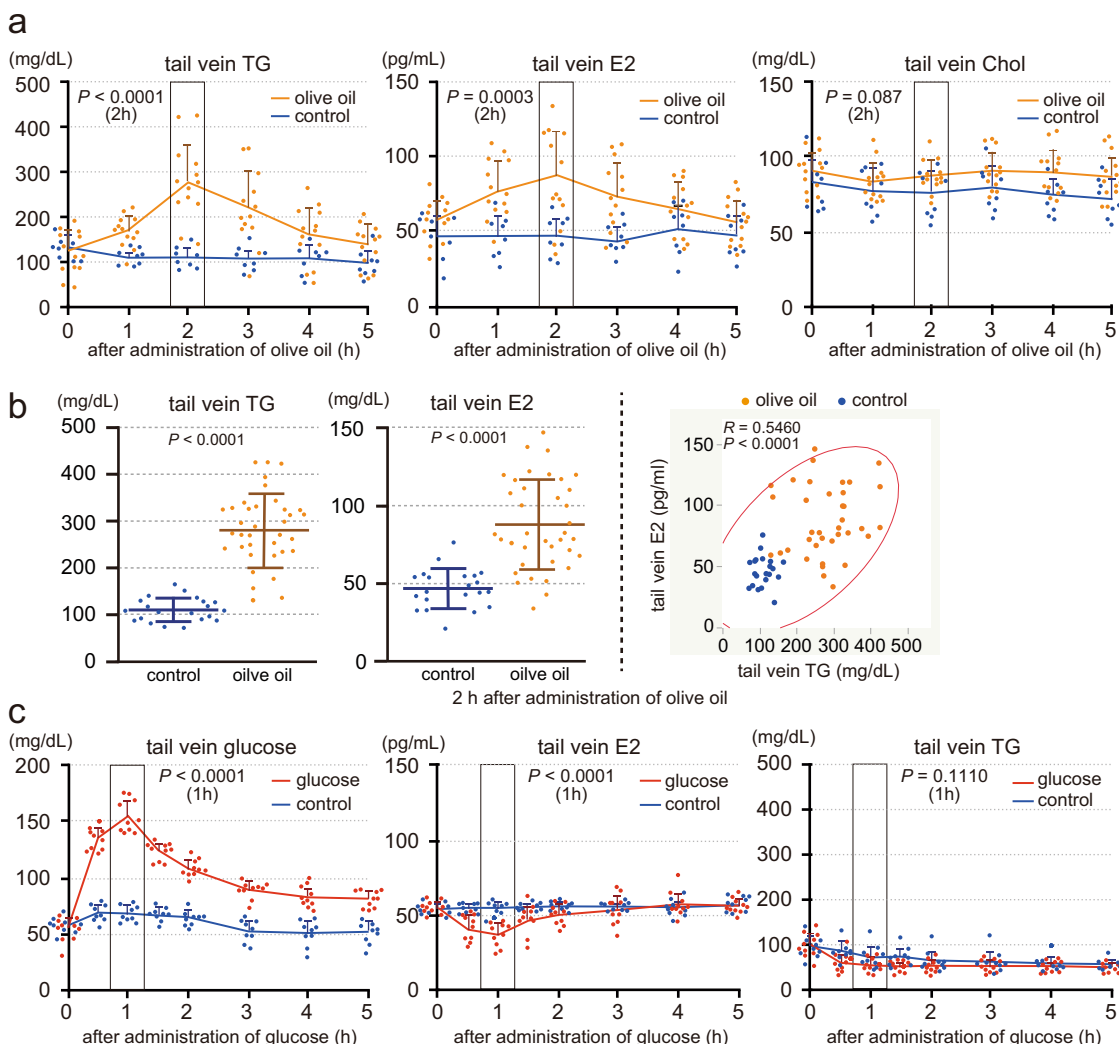 a
(mg/dL)
tail vein TG
500
400
300
200
100
0
P < 0.0001
(2h)
olive oil
control
0 1 2 3 4 5
after administration of olive oil (h)
(pg/mL)
tail vein E2
150
100
50
0
P = 0.0003
(2h)
olive oil
control
0 1 2 3 4 5
after administration of olive oil (h)
(mg/dL)
tail vein Chol
150
100
50
0
P = 0.087
(2h)
olive oil
control
0 1 2 3 4 5
after administration of olive oil (h)
b
(mg/dL)
tail vein TG
500
400
300
200
100
0
P < 0.0001
control olive oil
(mg/dL)
tail vein E2
150
100
50
0
P < 0.0001
control olive oil
2 h after administration of olive oil
olive oil control
R = 0.5460
P < 0.0001
tail vein E2 (pg/ml)
150
100
50
0
0 100 200 300 400 500
tail vein TG (mg/dL)
c
(mg/dL)
tail vein glucose
200
150
100
50
0
P < 0.0001
(1h)
glucose
control
0 1 2 3 4 5
after administration of glucose (h)
(pg/mL)
tail vein E2
150
100
50
0
P < 0.0001
(1h)
glucose
control
0 1 2 3 4 5
after administration of glucose (h)
(mg/dL)
tail vein TG
500
400
300
200
100
0
P = 0.1110
(1h)
glucose
control
0 1 2 3 4 5
after administration of glucose (h)